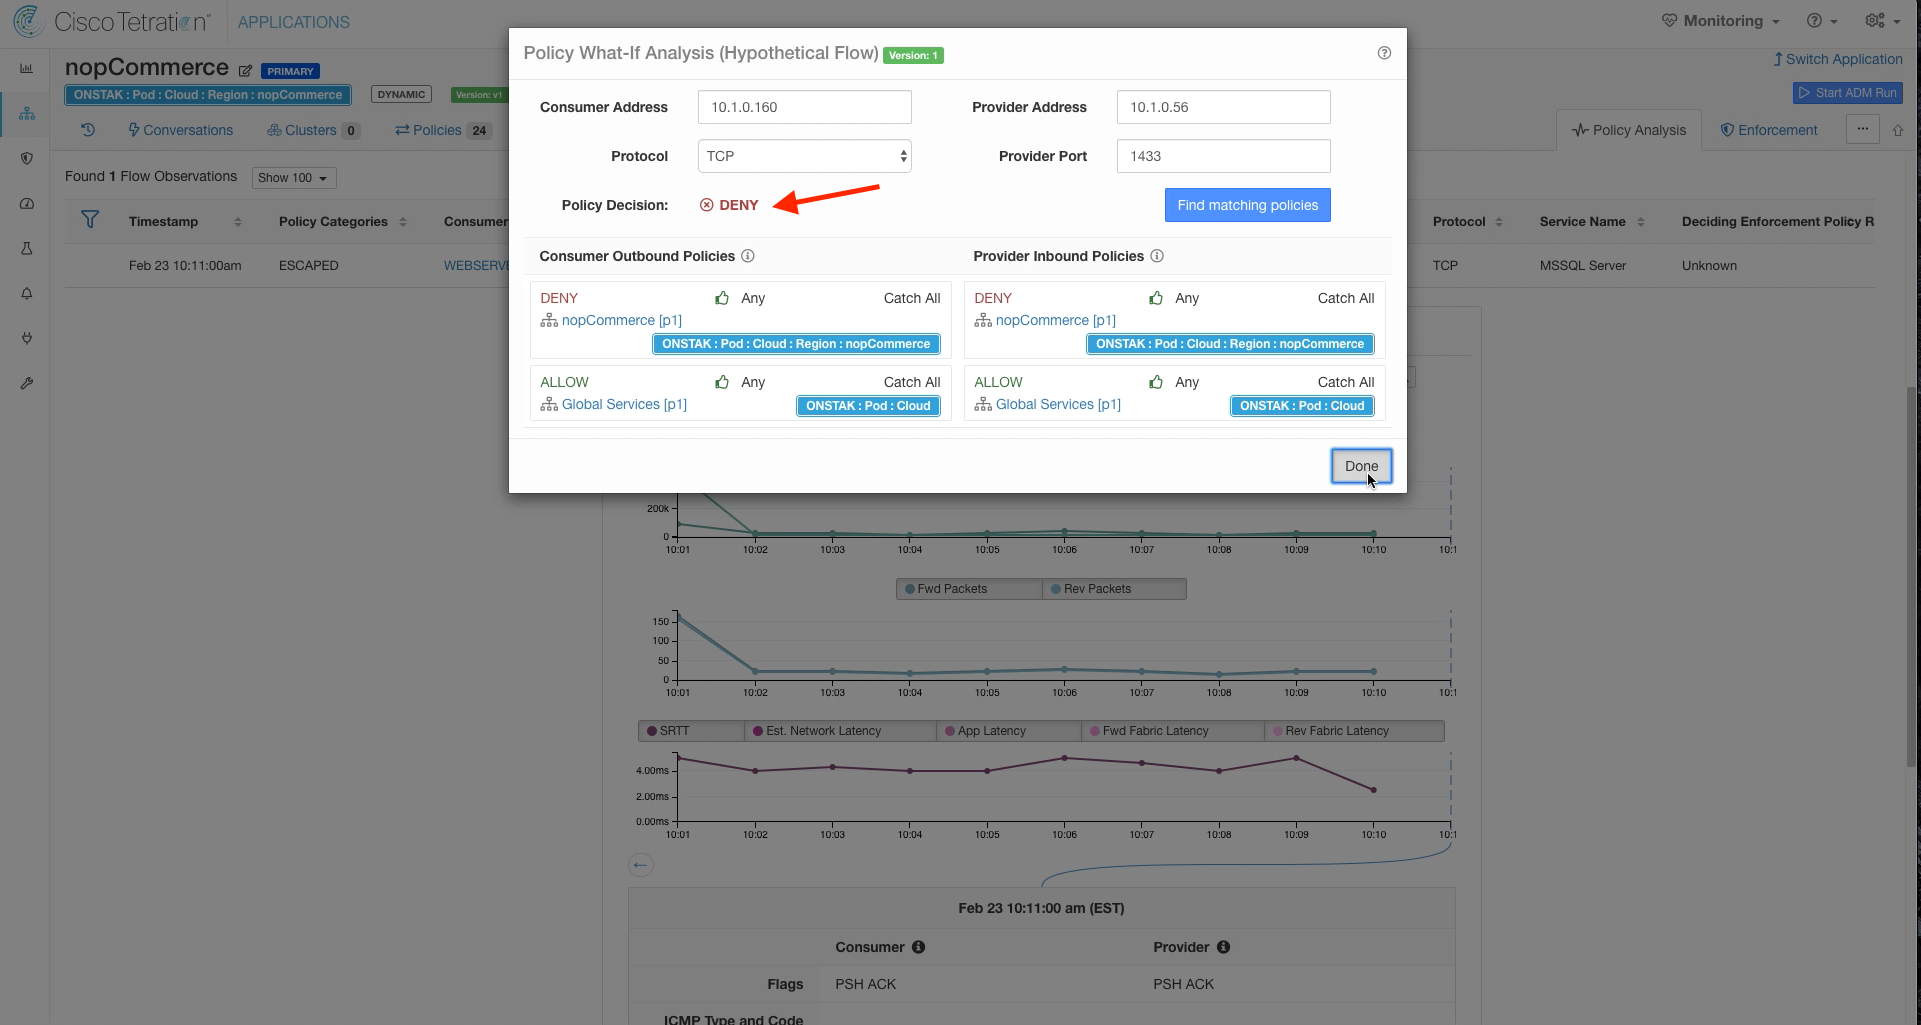 Cisco Tetration™ APPLICATIONS
Monitoring
nopCommerce PRIMARY
Switch Application
ONSTAK : Pod : Cloud : Region : nopCommerce DYNAMIC Version: v1
Start ADM Run
Conversations Clusters 0 Policies 24 Policy Analysis Enforcement ...
Found 1 Flow Observations Show 100
Timestamp Policy Categories Consumer Protocol Service Name Deciding Enforcement Policy R
Feb 23 10:11:00am ESCAPED WEBSERVE TCP MSSQL Server Unknown
Policy What-If Analysis (Hypothetical Flow) Version: 1
Consumer Address 10.1.0.160 Provider Address 10.1.0.56
Protocol TCP Provider Port 1433
Policy Decision: DENY Find matching policies
Consumer Outbound Policies Provider Inbound Policies
DENY Any Catch All DENY Any Catch All
nopCommerce [p1] nopCommerce [p1]
ONSTAK : Pod : Cloud : Region : nopCommerce ONSTAK : Pod : Cloud : Region : nopCommerce
ALLOW Any Catch All ALLOW Any Catch All
Global Services [p1] ONSTAK : Pod : Cloud Global Services [p1] ONSTAK : Pod : Cloud
Done
200k
0
10:01 10:02 10:03 10:04 10:05 10:06 10:07 10:08 10:09 10:10 10:1
Fwd Packets Rev Packets
150
100
50
0
10:01 10:02 10:03 10:04 10:05 10:06 10:07 10:08 10:09 10:10 10:1
SRTT Est. Network Latency App Latency Fwd Fabric Latency Rev Fabric Latency
4.00ms
2.00ms
0.00ms
10:01 10:02 10:03 10:04 10:05 10:06 10:07 10:08 10:09 10:10 10:1
Feb 23 10:11:00 am (EST)
Consumer Provider
Flags PSH ACK PSH ACK
ICMP Type and Code